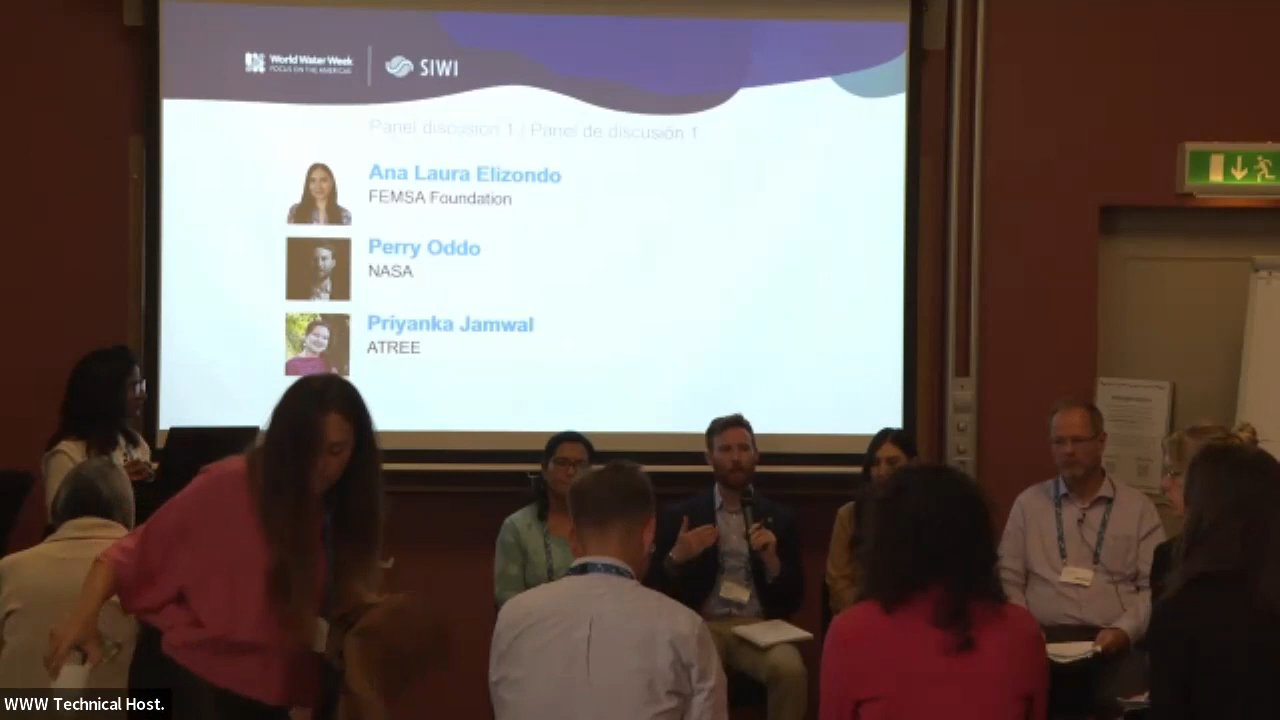 World Water Week
FOCUS ON THE AMERICAS
SIWI
Panel discussion 1 / Panel de discusión 1
Ana Laura Elizondo
FEMSA Foundation
Perry Oddo
NASA
Priyanka Jamwal
ATREE
WWW Technical Host.